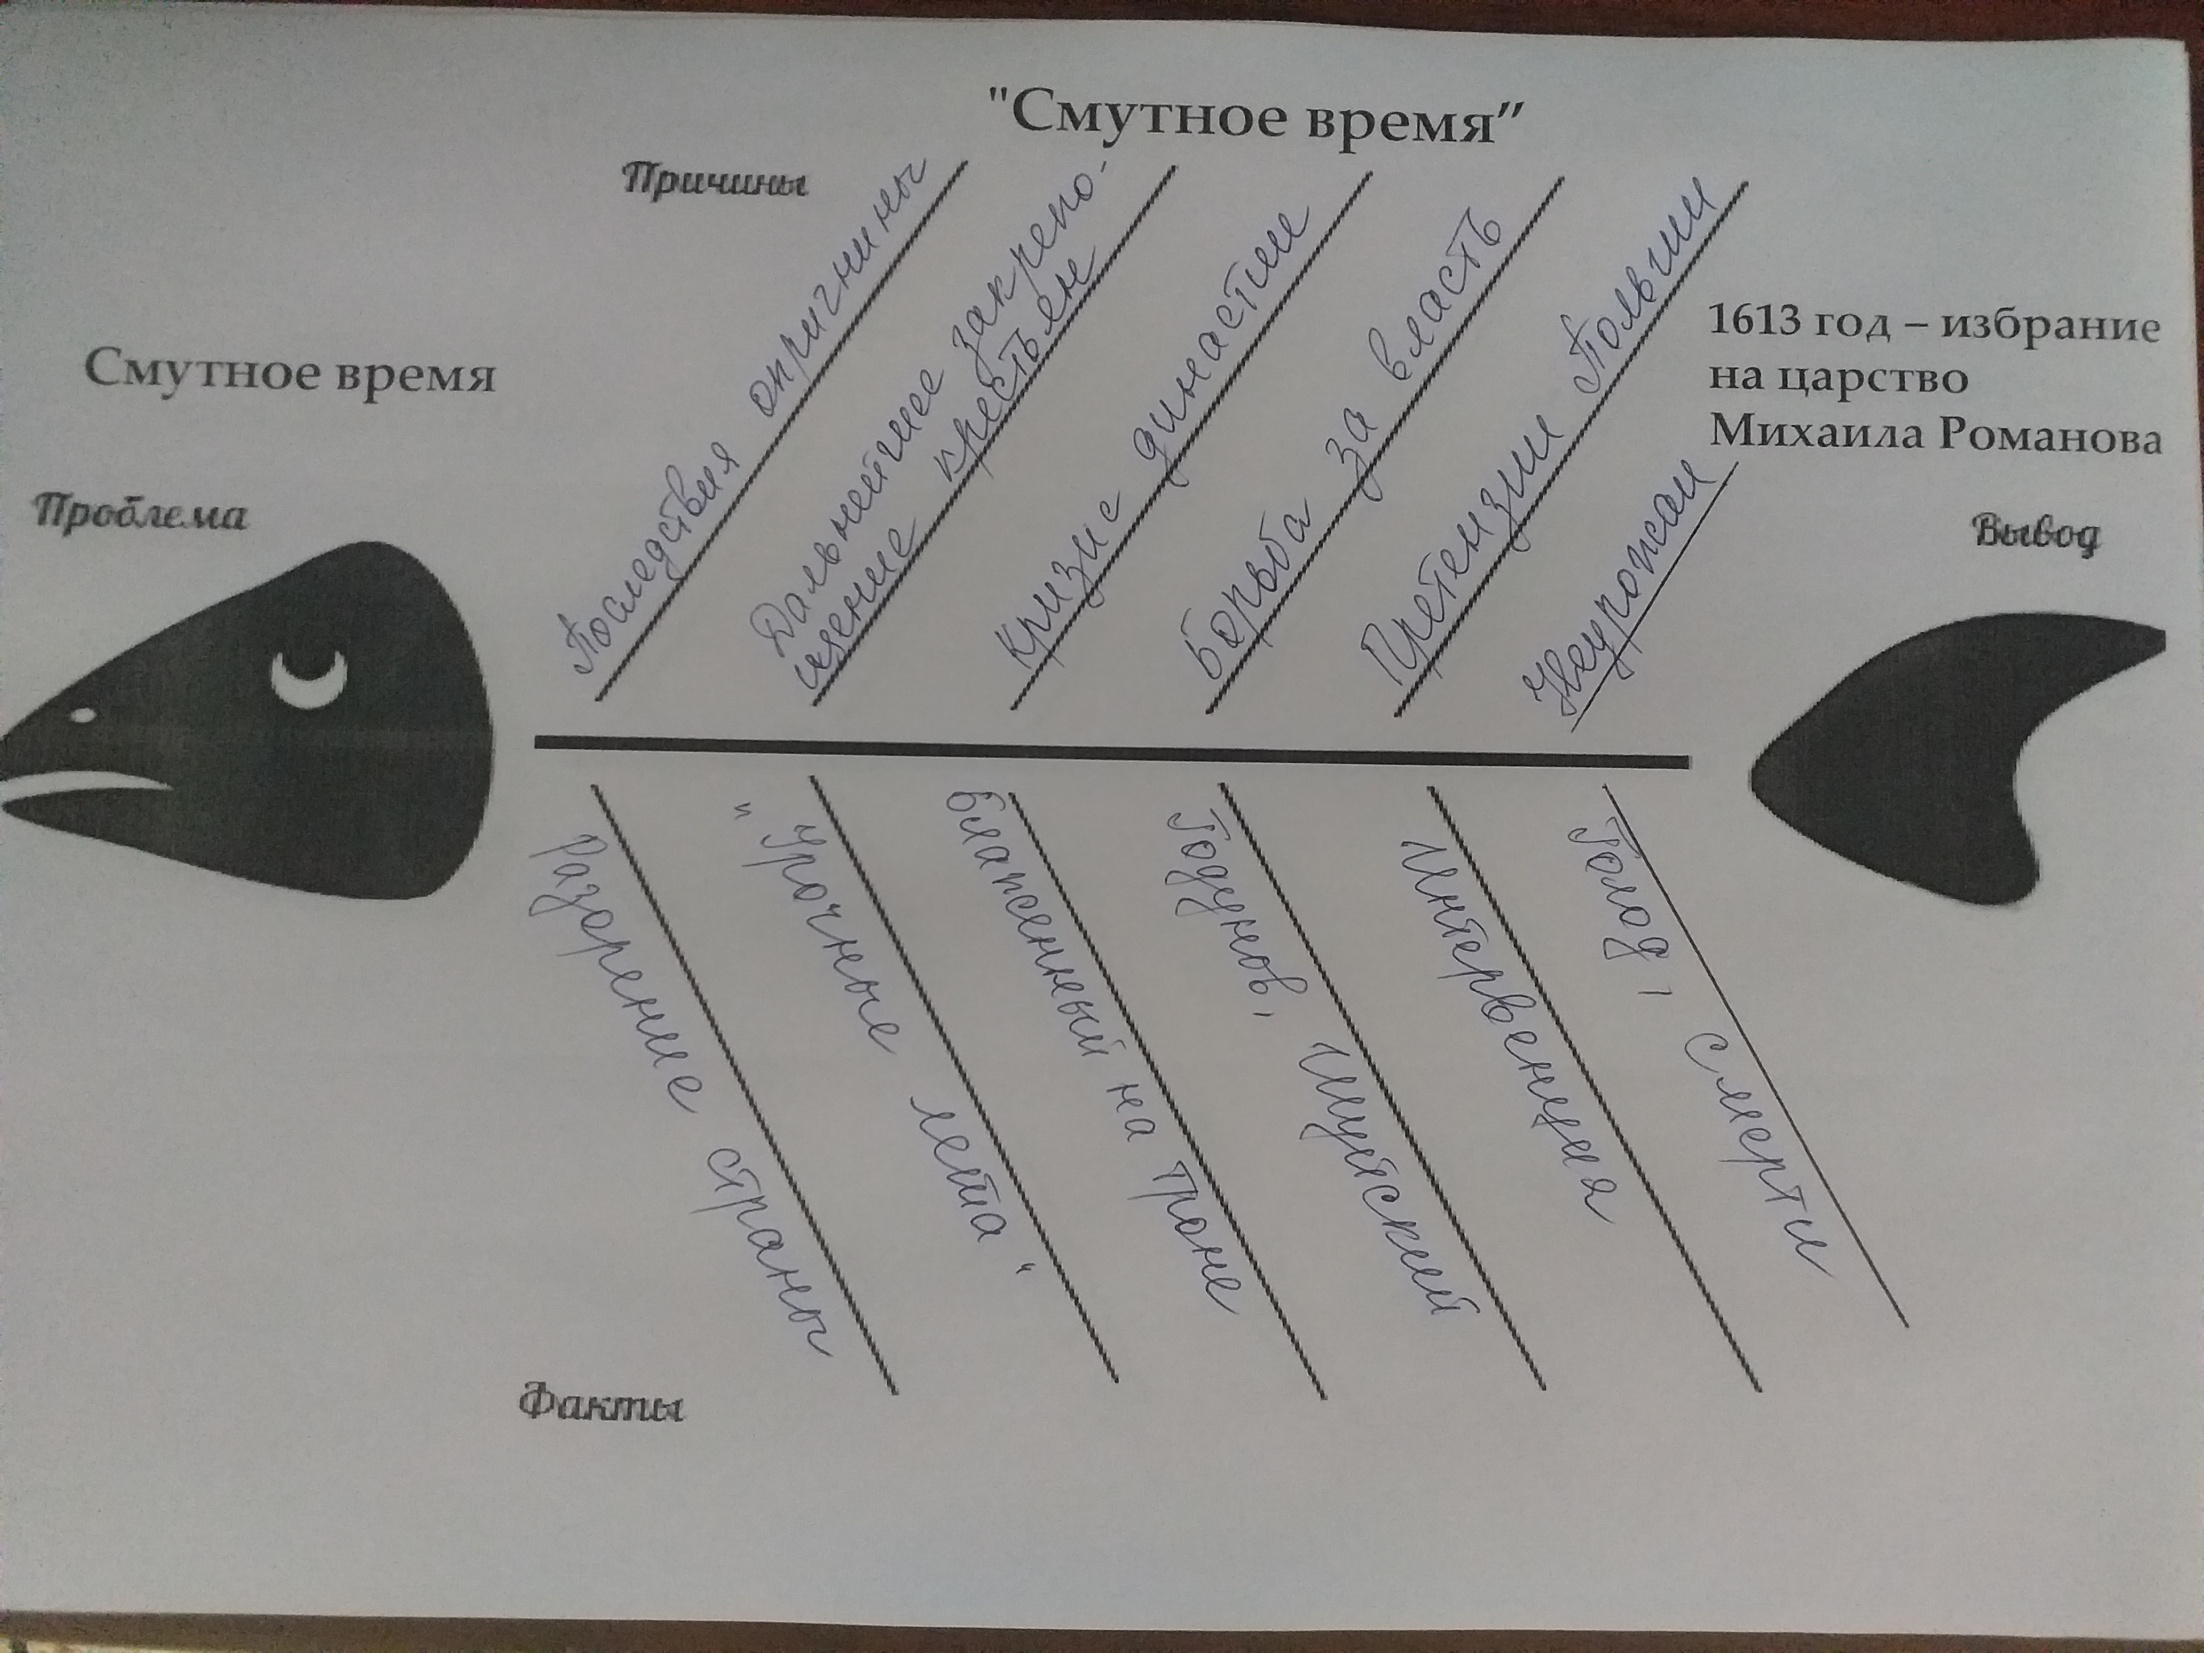 "Смутное время”
Причины
Смутное время
Проблема
Последствия опричнины
Дальнейшее закрепо-
щение крестьян
Кризис династии
Борьба за власть
Претензии Польши
Неурожаи
1613 год – избрание
на царство
Михаила Романова
Вывод
Разорение страны
"Урочные лета"
Блаженный на троне
Годунов, Шуйский
Интервенция
Голод, смерти
Факты